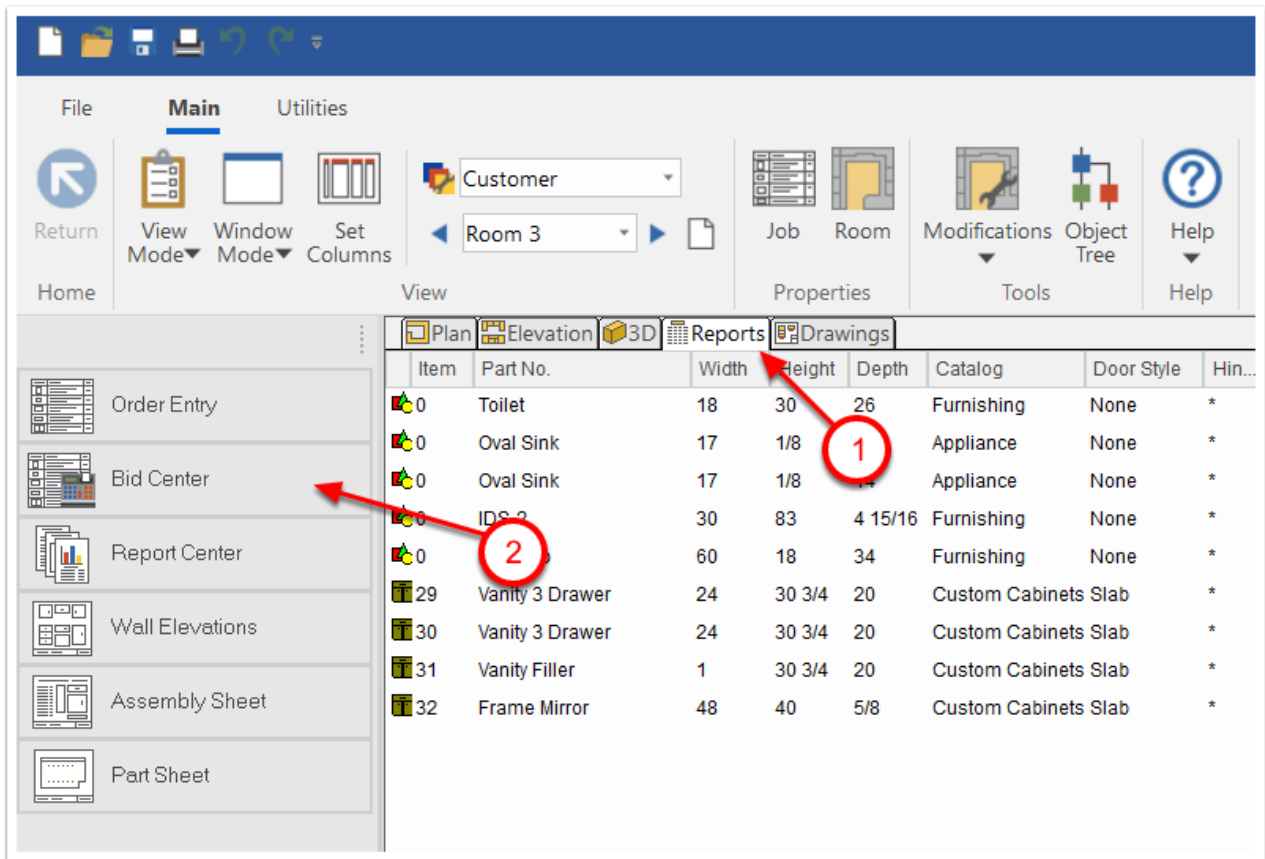 File Main Utilities
Customer
Room 3
Return View Mode Window Mode Set Columns Job Room Modifications Object Tree Help
Home View Properties Tools Help
Plan Elevation 3D Reports Drawings
Item Part No. Width Height Depth Catalog Door Style Hin...
Order Entry
Bid Center
Report Center
Wall Elevations
Assembly Sheet
Part Sheet
0 Toilet 18 30 26 Furnishing None *
0 Oval Sink 17 1/8 Appliance None *
0 Oval Sink 17 1/8 Appliance None *
0 30 83 4 15/16 Furnishing None *
0 60 18 34 Furnishing None *
29 Vanity 3 Drawer 24 30 3/4 20 Custom Cabinets Slab *
30 Vanity 3 Drawer 24 30 3/4 20 Custom Cabinets Slab *
31 Vanity Filler 1 30 3/4 20 Custom Cabinets Slab *
32 Frame Mirror 48 40 5/8 Custom Cabinets Slab *
1
2